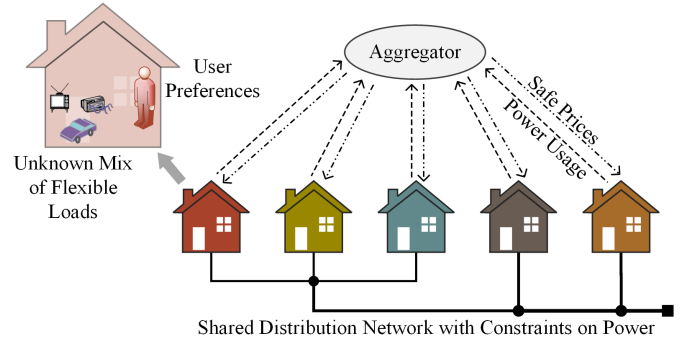 Aggregator
User
Preferences
Safe Prices
Power Usage
Unknown Mix
of Flexible
Loads
Shared Distribution Network with Constraints on Power